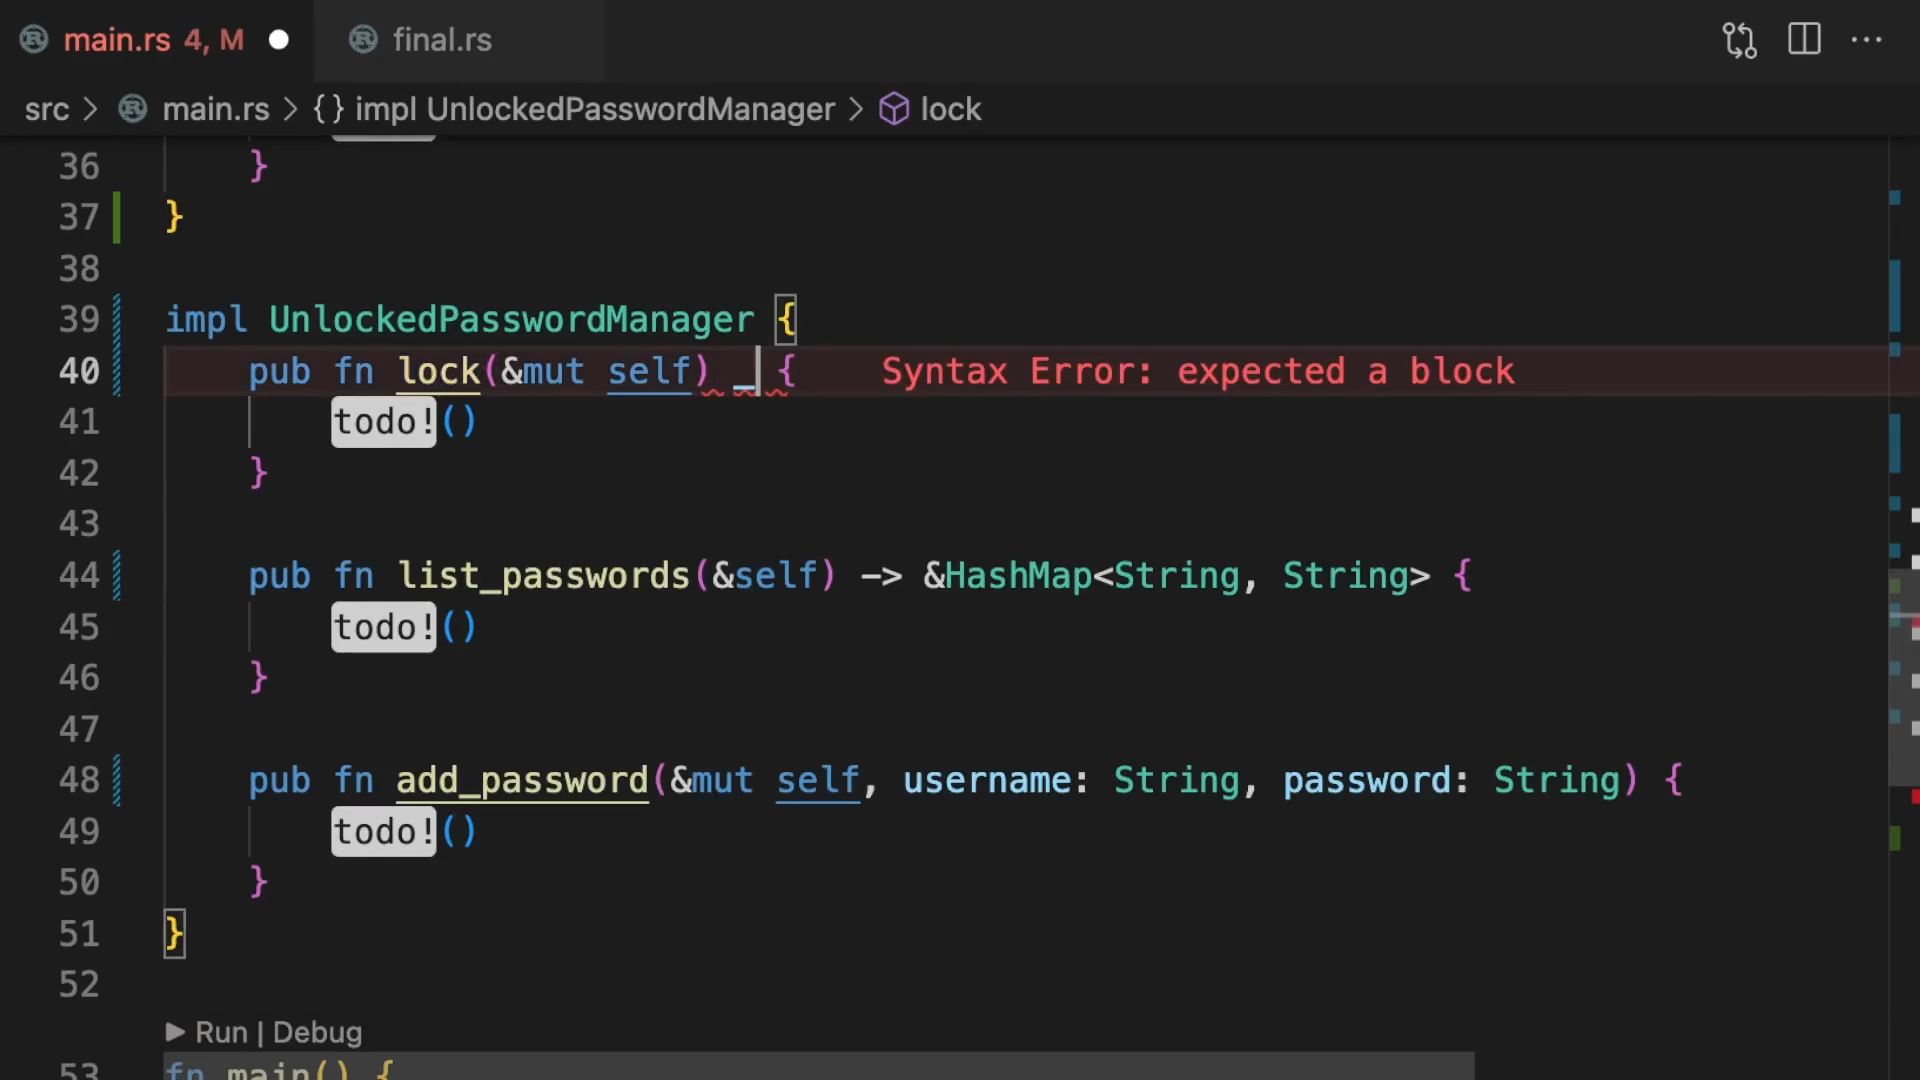 main.rs 4, M ● final.rs
src > main.rs > {} impl UnlockedPasswordManager > lock
36 }
37 }
38
39 impl UnlockedPasswordManager {
40 pub fn lock(&mut self) _ { Syntax Error: expected a block
41 todo!()
42 }
43
44 pub fn list_passwords(&self) -> &HashMap<String, String> {
45 todo!()
46 }
47
48 pub fn add_password(&mut self, username: String, password: String) {
49 todo!()
50 }
51 }
52
▶ Run | Debug
53 fn main() {